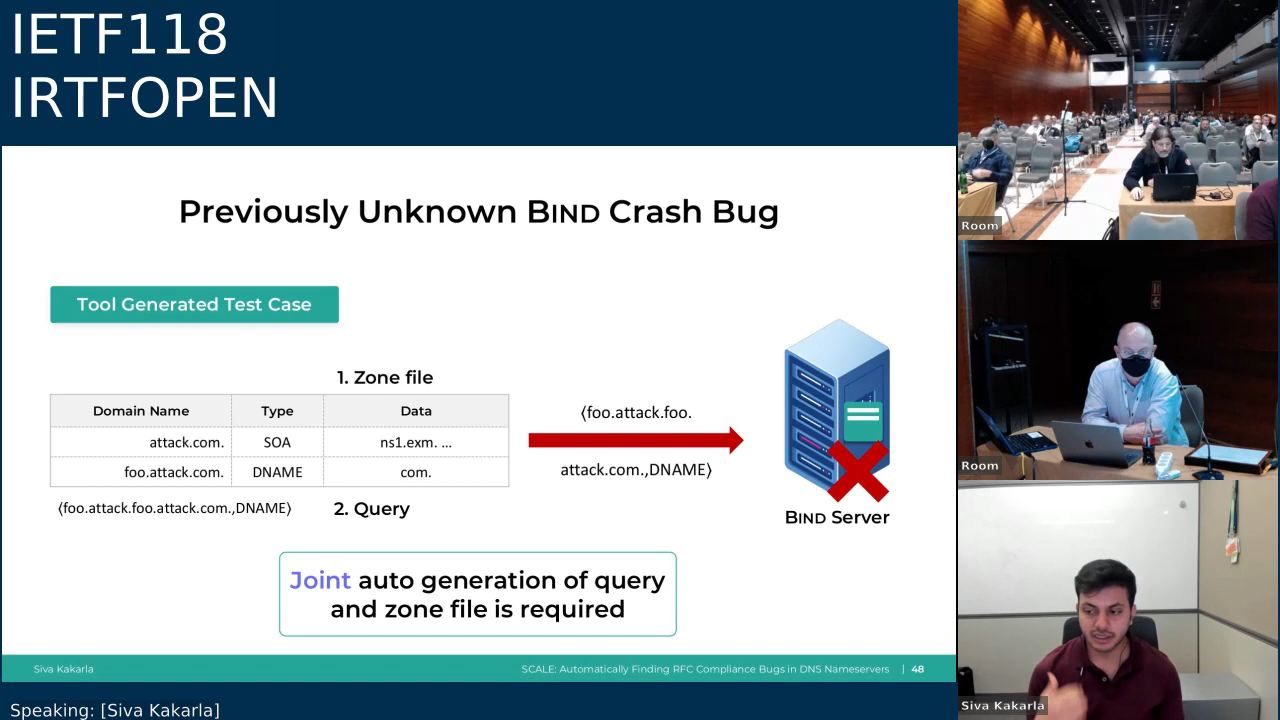 IETF118
IRTFOPEN
Previously Unknown BIND Crash Bug
Tool Generated Test Case
1. Zone file
Domain Name Type Data
attack.com. SOA ns1.exm. ...
foo.attack.com. DNAME com.
⟨foo.attack.foo.attack.com.,DNAME⟩ 2. Query
⟨foo.attack.foo.
attack.com.,DNAME⟩
BIND Server
Joint auto generation of query
and zone file is required
Siva Kakarla SCALE: Automatically Finding RFC Compliance Bugs in DNS Nameservers | 48
Speaking: [Siva Kakarla]
Room
Room
Siva Kakarla